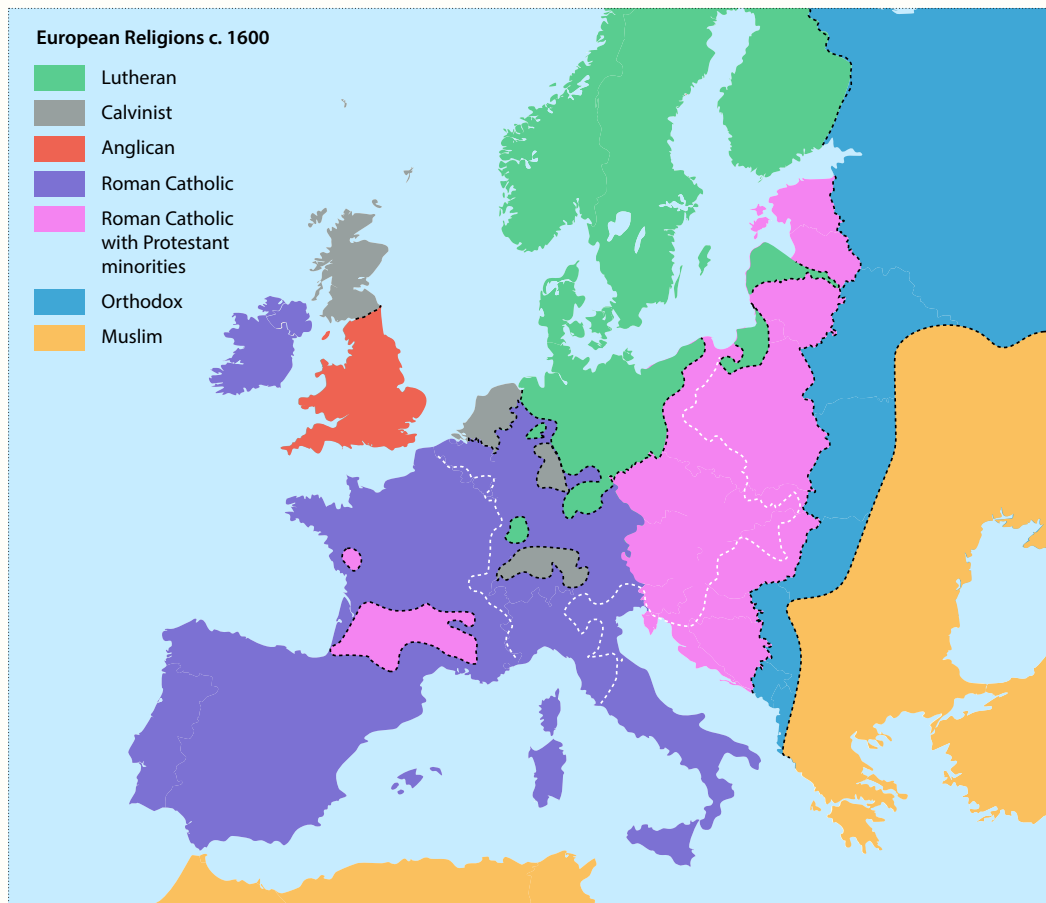 European Religions c. 1600
Lutheran
Calvinist
Anglican
Roman Catholic
Roman Catholic
with Protestant
minorities
Orthodox
Muslim